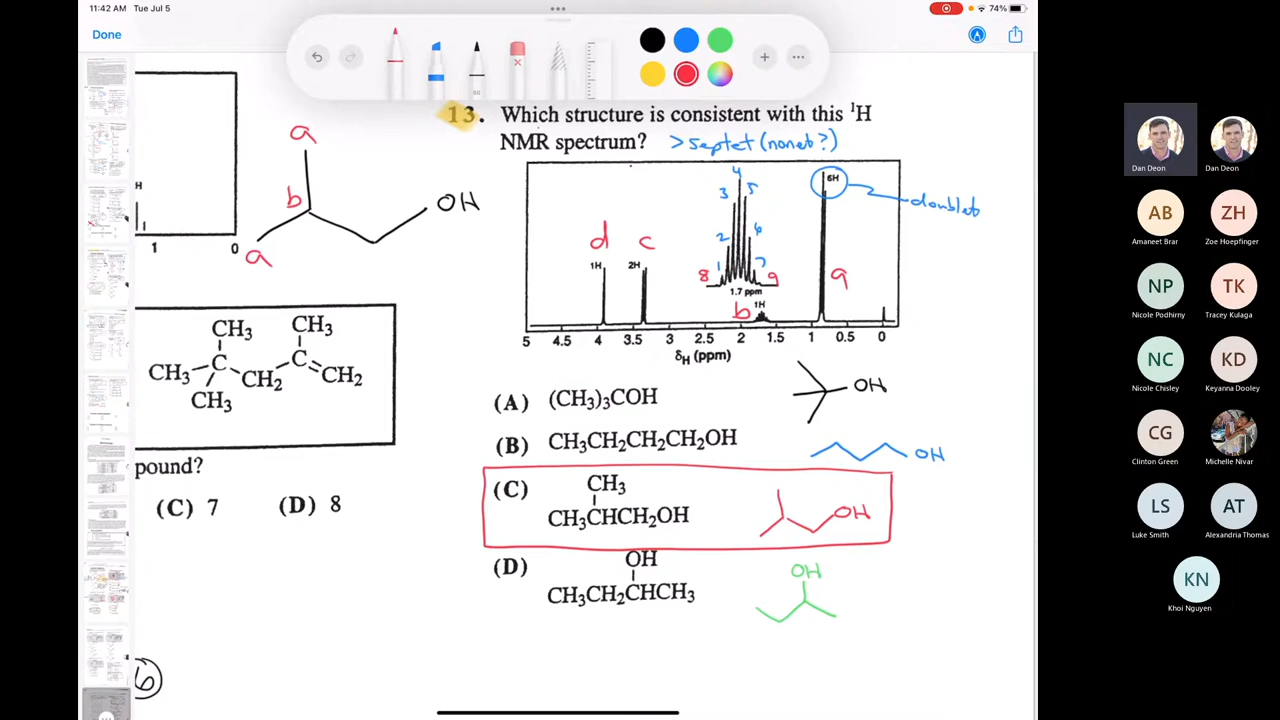 11:42 AM Tue Jul 5
74%
Done
13. Which structure is consistent with this ¹H
NMR spectrum? > septet (nonet?)
a
b
a
OH
H
1 0
4
3 5
2 6
1 7
8 9
6H
doublet
d c
1H 2H
1.7 ppm
b 1H
a
5 4.5 4 3.5 3 2.5 2 1.5 1 0.5 0
δH (ppm)
CH3 CH3
CH3 C CH2 C CH2
CH3
pound?
(C) 7 (D) 8
6
(A) (CH3)3COH OH
(B) CH3CH2CH2CH2OH OH
(C) CH3
CH3CHCH2OH OH
(D) OH
CH3CH2CHCH3 OH
Dan Deon
Dan Deon
AB
Amaneet Brar
ZH
Zoe Hoepfinger
NP
Nicole Podhirny
TK
Tracey Kulaga
NC
Nicole Chisley
KD
Keyanna Dooley
CG
Clinton Green
Michelle Nivar
LS
Luke Smith
AT
Alexandria Thomas
KN
Khoi Nguyen